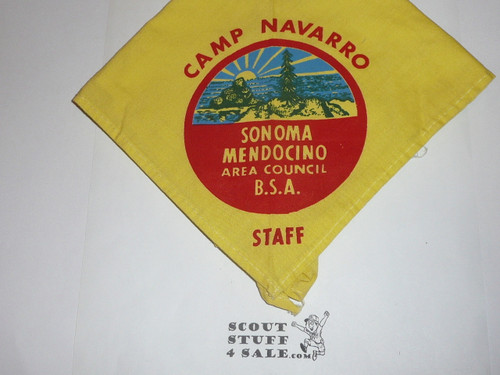 CAMP NAVARRO
SONOMA
MENDOCINO
AREA COUNCIL
B.S.A.
STAFF
SCOUT
STUFF
4 SALE.com